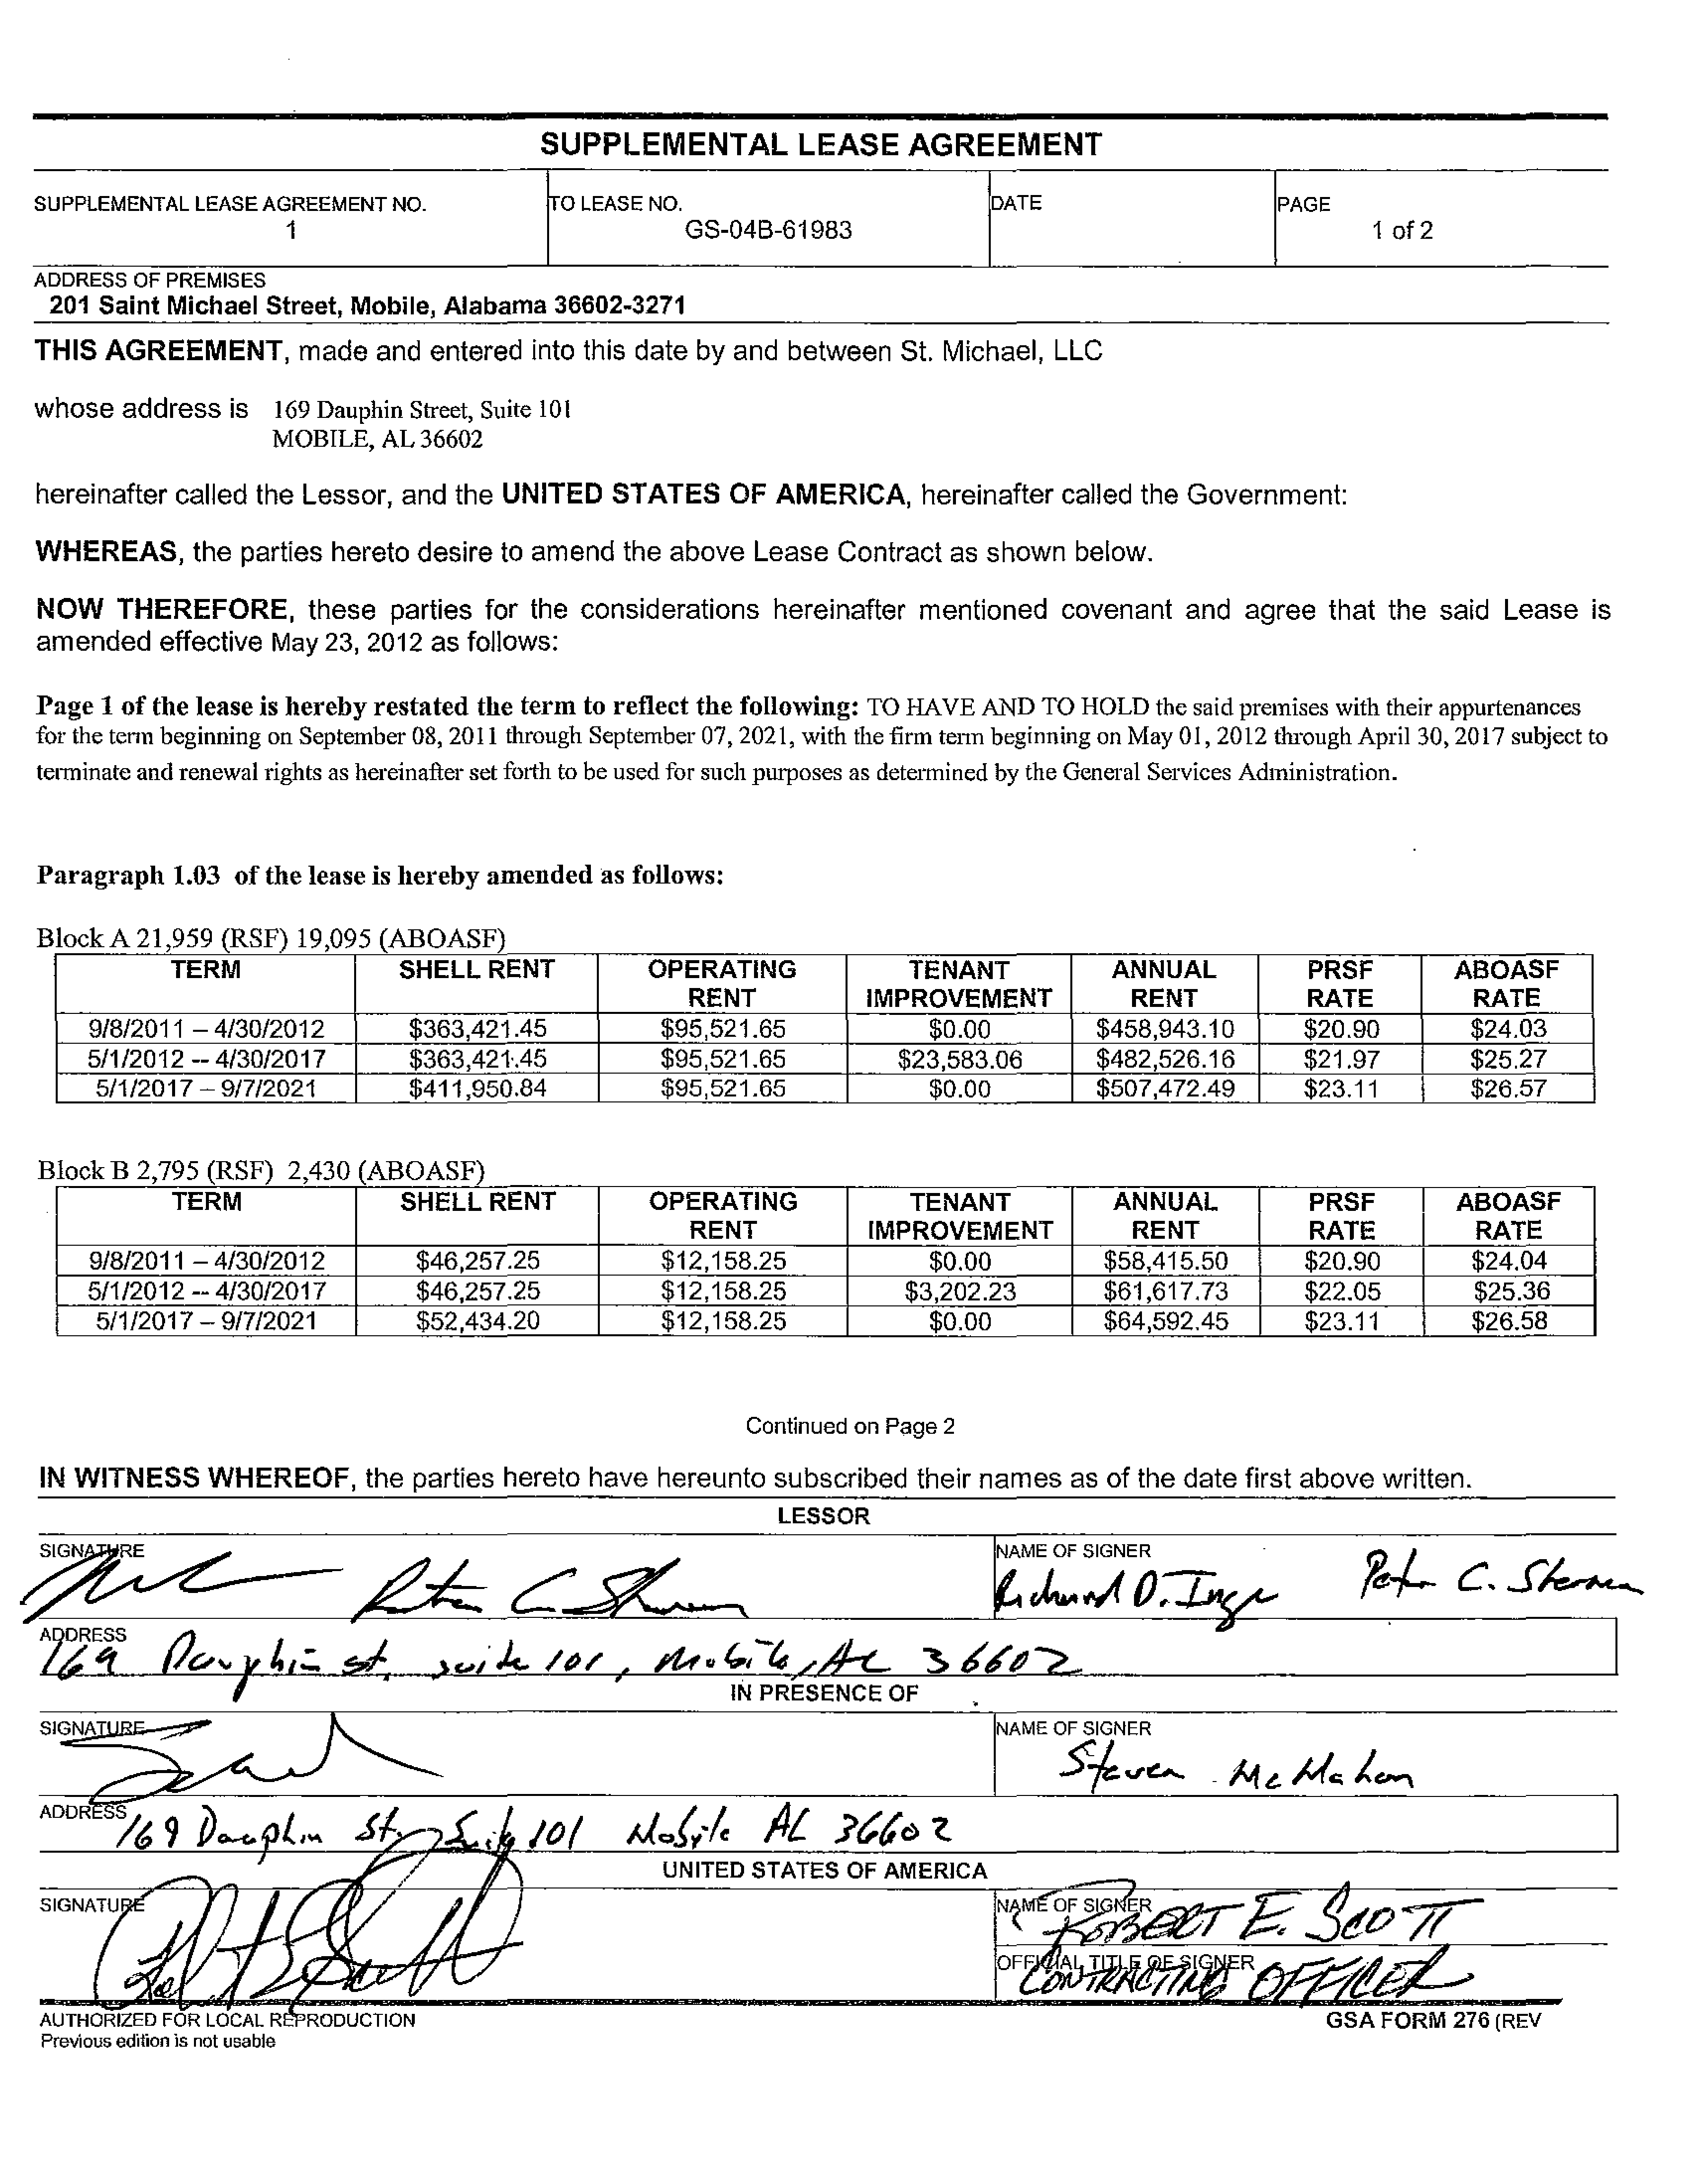 SUPPLEMENTAL LEASE AGREEMENT
SUPPLEMENTAL LEASE AGREEMENT NO.
1
TO LEASE NO.
GS-04B-61983
DATE
PAGE
1 of 2
ADDRESS OF PREMISES
201 Saint Michael Street, Mobile, Alabama 36602-3271
THIS AGREEMENT, made and entered into this date by and between St. Michael, LLC
whose address is 169 Dauphin Street, Suite 101
MOBILE, AL 36602
hereinafter called the Lessor, and the UNITED STATES OF AMERICA, hereinafter called the Government:
WHEREAS, the parties hereto desire to amend the above Lease Contract as shown below.
NOW THEREFORE, these parties for the considerations hereinafter mentioned covenant and agree that the said Lease is
amended effective May 23, 2012 as follows:
Page 1 of the lease is hereby restated the term to reflect the following: TO HAVE AND TO HOLD the said premises with their appurtenances
for the term beginning on September 08, 2011 through September 07, 2021, with the firm term beginning on May 01, 2012 through April 30, 2017 subject to
terminate and renewal rights as hereinafter set forth to be used for such purposes as determined by the General Services Administration.
Paragraph 1.03 of the lease is hereby amended as follows:
Block A 21,959 (RSF) 19,095 (ABOASF)
TERM SHELL RENT OPERATING RENT TENANT IMPROVEMENT ANNUAL RENT PRSF RATE ABOASF RATE
9/8/2011 – 4/30/2012 $363,421.45 $95,521.65 $0.00 $458,943.10 $20.90 $24.03
5/1/2012 -- 4/30/2017 $363,421.45 $95,521.65 $23,583.06 $482,526.16 $21.97 $25.27
5/1/2017 – 9/7/2021 $411,950.84 $95,521.65 $0.00 $507,472.49 $23.11 $26.57
Block B 2,795 (RSF) 2,430 (ABOASF)
TERM SHELL RENT OPERATING RENT TENANT IMPROVEMENT ANNUAL RENT PRSF RATE ABOASF RATE
9/8/2011 – 4/30/2012 $46,257.25 $12,158.25 $0.00 $58,415.50 $20.90 $24.04
5/1/2012 -- 4/30/2017 $46,257.25 $12,158.25 $3,202.23 $61,617.73 $22.05 $25.36
5/1/2017 – 9/7/2021 $52,434.20 $12,158.25 $0.00 $64,592.45 $23.11 $26.58
Continued on Page 2
IN WITNESS WHEREOF, the parties hereto have hereunto subscribed their names as of the date first above written.
LESSOR
SIGNATURE
Peter C. Sherman
NAME OF SIGNER
Richard D. Inge Peter C. Sherman
ADDRESS
169 Dauphin st, suite 101, Mobile, AL 36602
IN PRESENCE OF
SIGNATURE
NAME OF SIGNER
Steven McMahon
ADDRESS
169 Dauphin St. Suite 101 Mobile AL 36602
UNITED STATES OF AMERICA
SIGNATURE
NAME OF SIGNER
ROBERT E. SCOTT
OFFICIAL TITLE OF SIGNER
CONTRACTING OFFICER
AUTHORIZED FOR LOCAL REPRODUCTION
Previous edition is not usable
GSA FORM 276 (REV